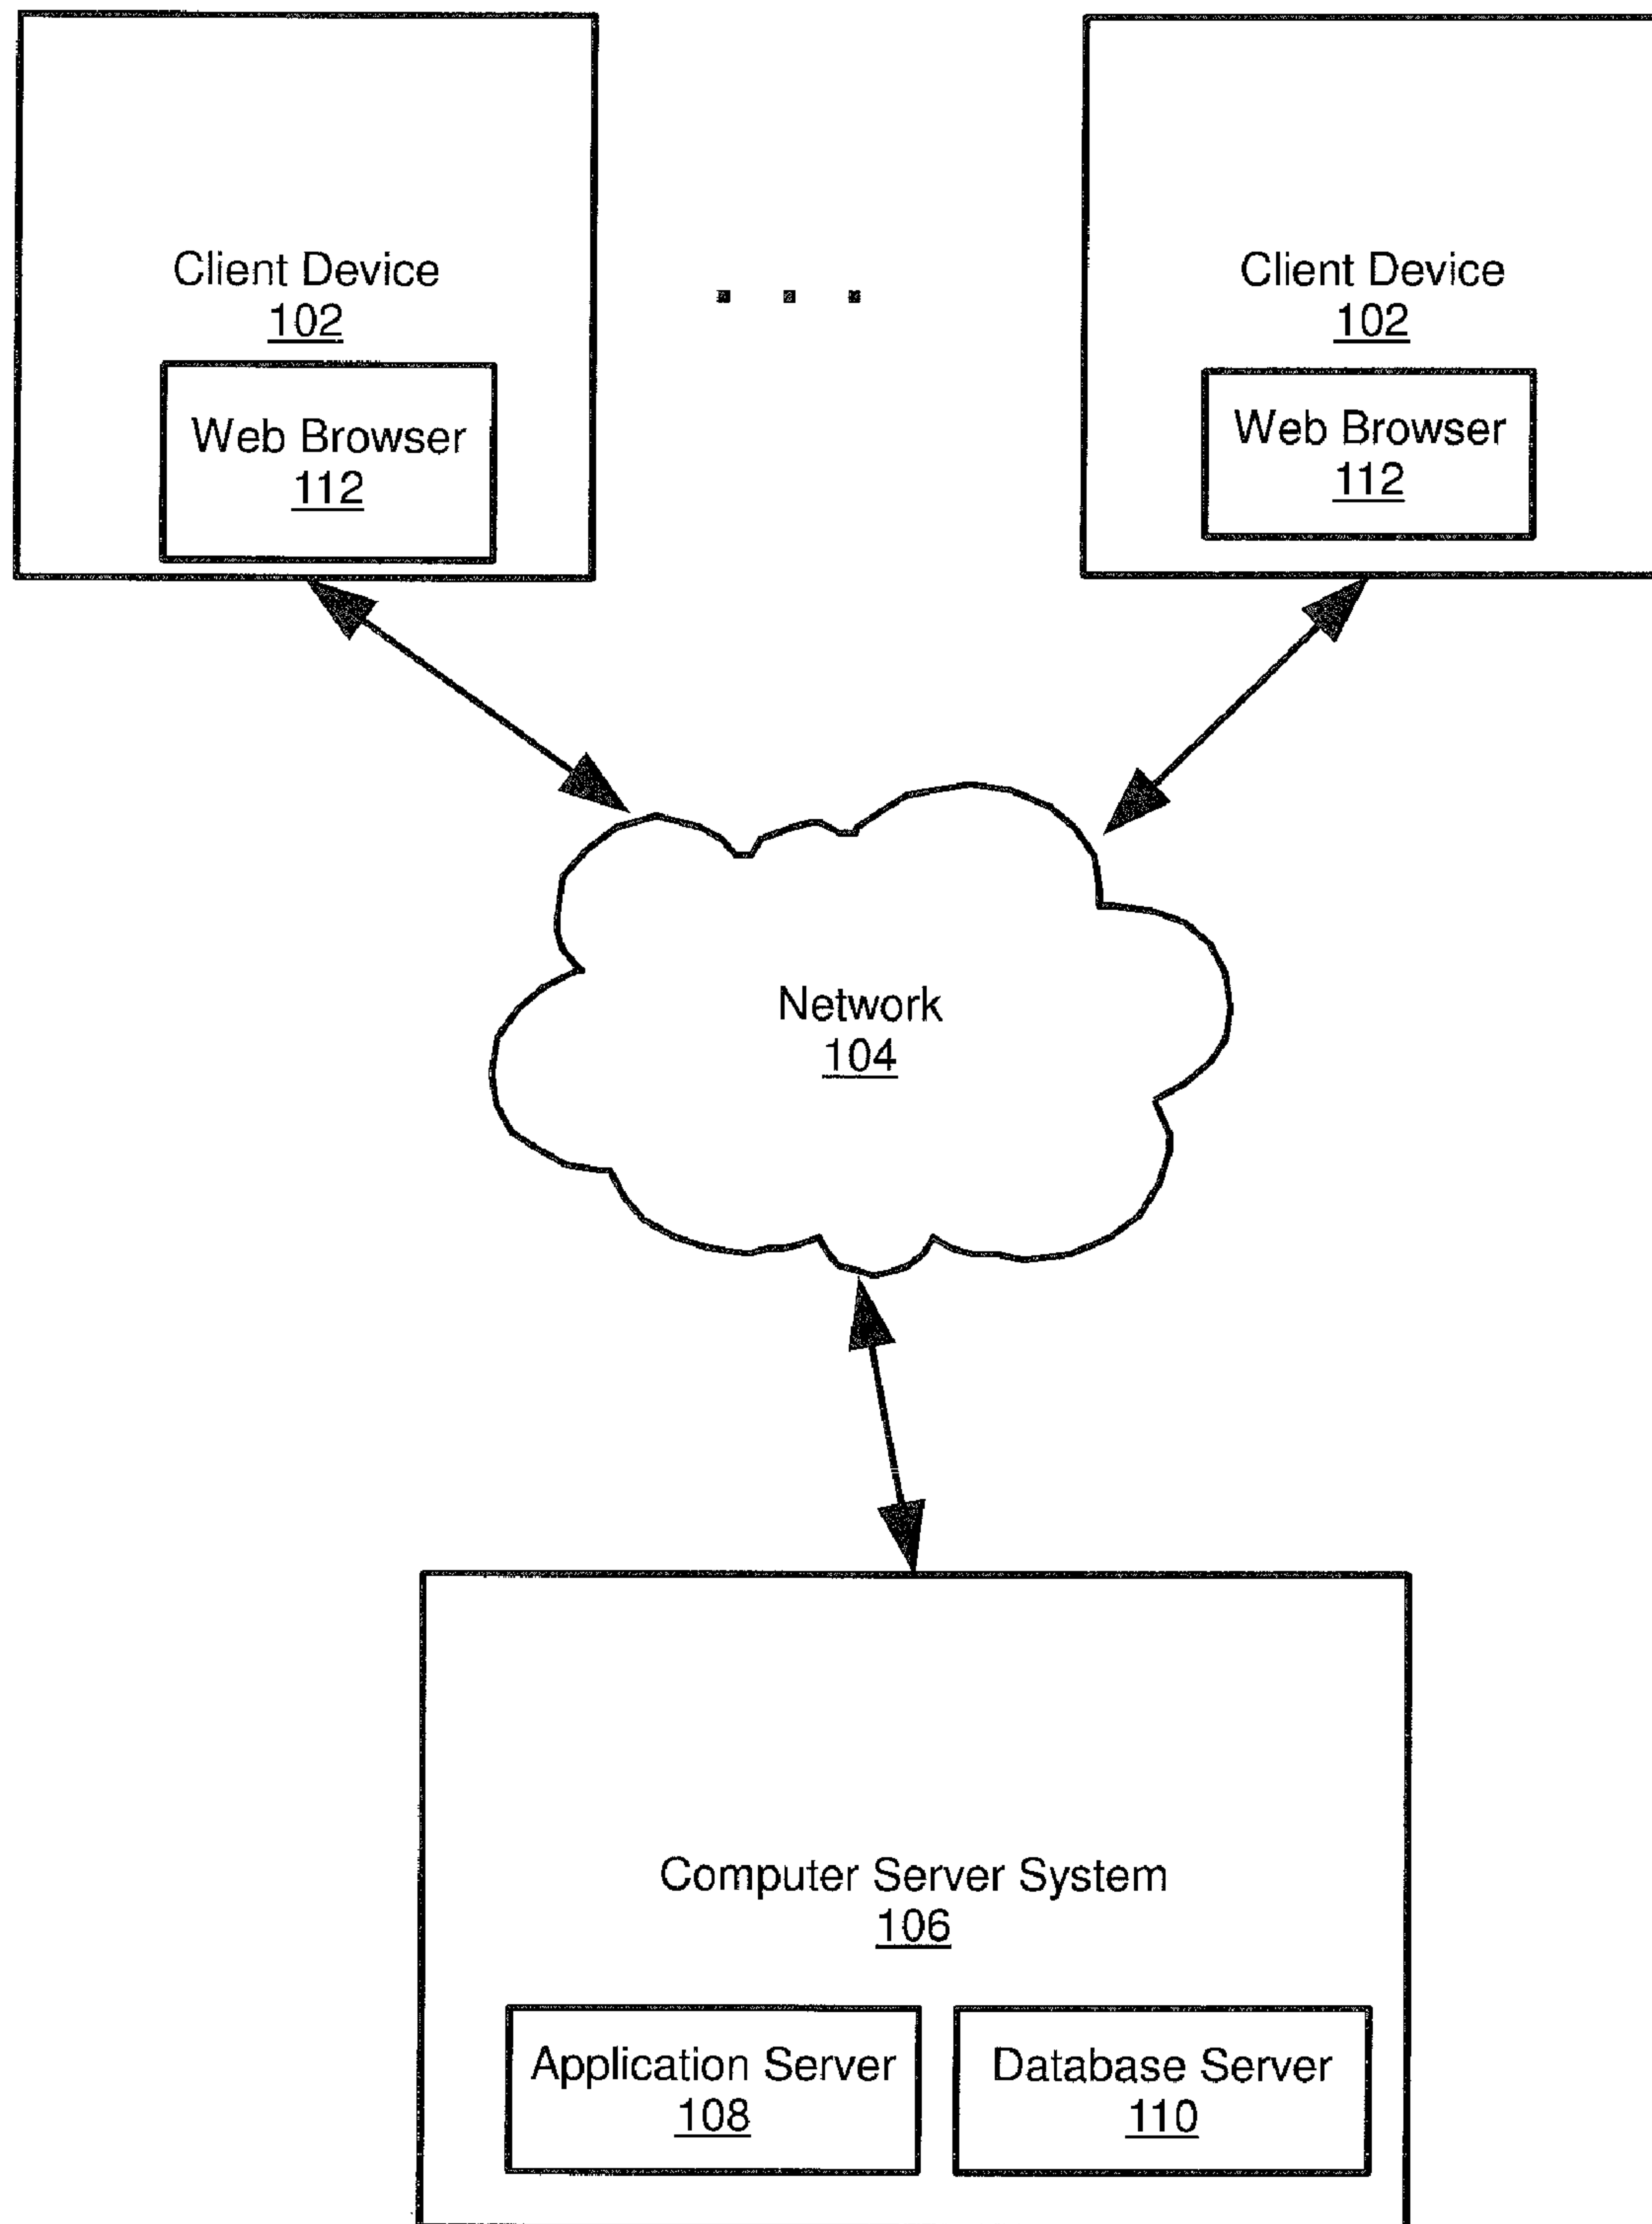 Client Device
102
Web Browser
112
Client Device
102
Web Browser
112
Network
104
Computer Server System
106
Application Server
108
Database Server
110